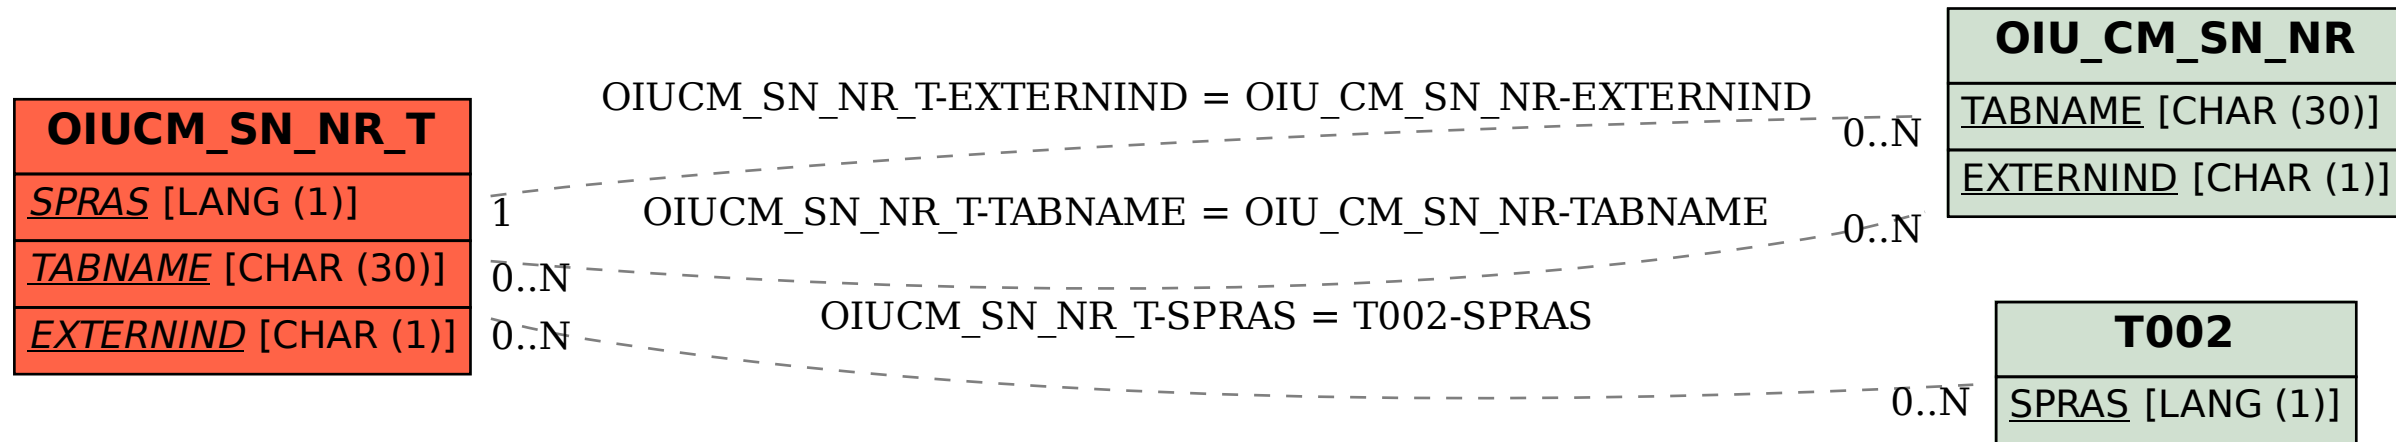 OIUCM_SN_NR_T
SPRAS [LANG (1)]
TABNAME [CHAR (30)]
EXTERNIND [CHAR (1)]
OIUCM_SN_NR_T-EXTERNIND = OIU_CM_SN_NR-EXTERNIND
1
0..N
OIUCM_SN_NR_T-TABNAME = OIU_CM_SN_NR-TABNAME
0..N
0..N
OIUCM_SN_NR_T-SPRAS = T002-SPRAS
0..N
0..N
OIU_CM_SN_NR
TABNAME [CHAR (30)]
EXTERNIND [CHAR (1)]
T002
SPRAS [LANG (1)]